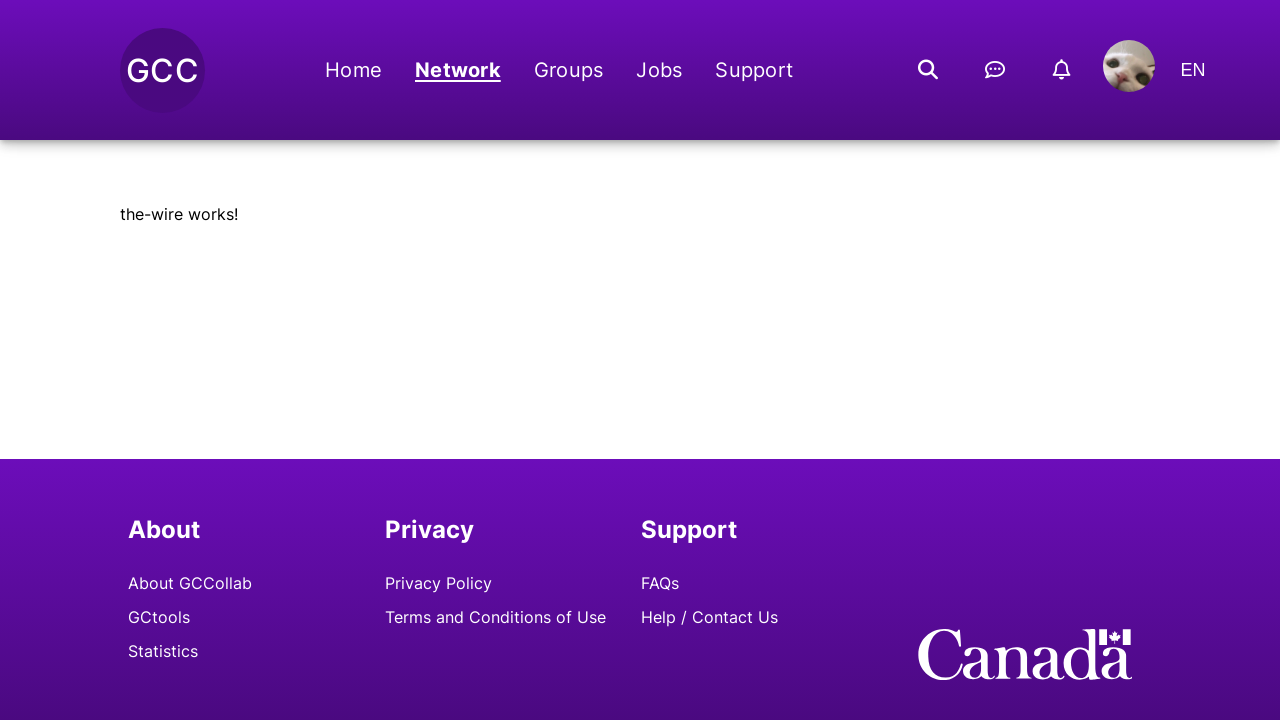 GCC
Home
Network
Groups
Jobs
Support
EN
the-wire works!
About
About GCCollab
GCtools
Statistics
Privacy
Privacy Policy
Terms and Conditions of Use
Support
FAQs
Help / Contact Us
Canada